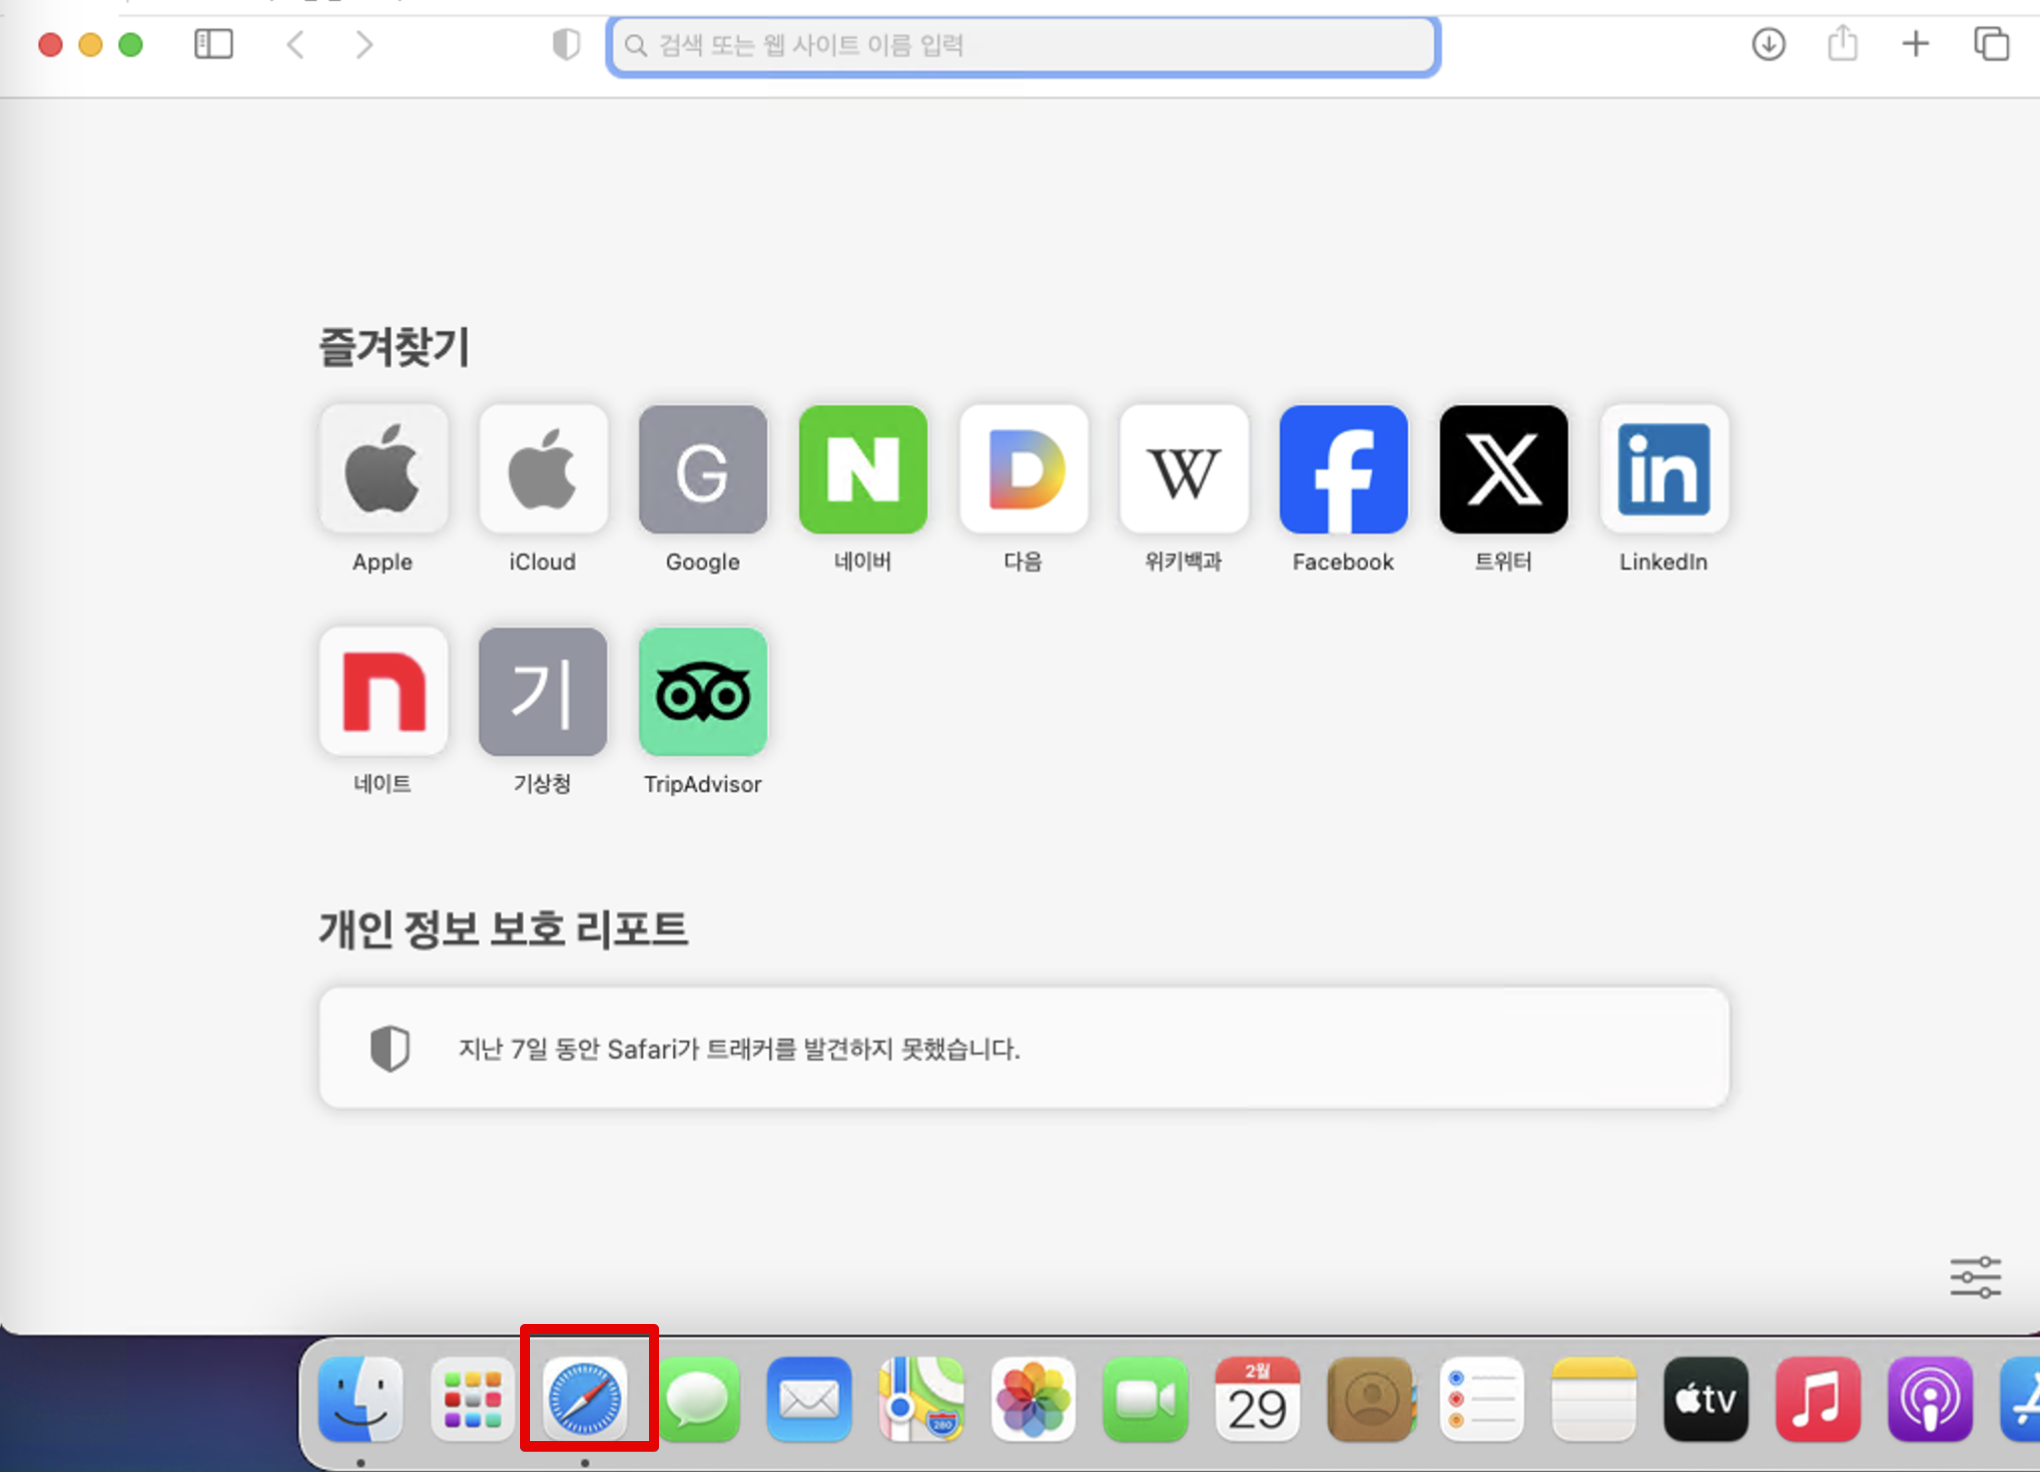 검색 또는 웹 사이트 이름 입력
즐겨찾기
G
N
D
W
f
X
in
Apple
iCloud
Google
네이버
다음
위키백과
Facebook
트위터
LinkedIn
n
기
네이트
기상청
TripAdvisor
개인 정보 보호 리포트
지난 7일 동안 Safari가 트래커를 발견하지 못했습니다.
280
2월
29
tv